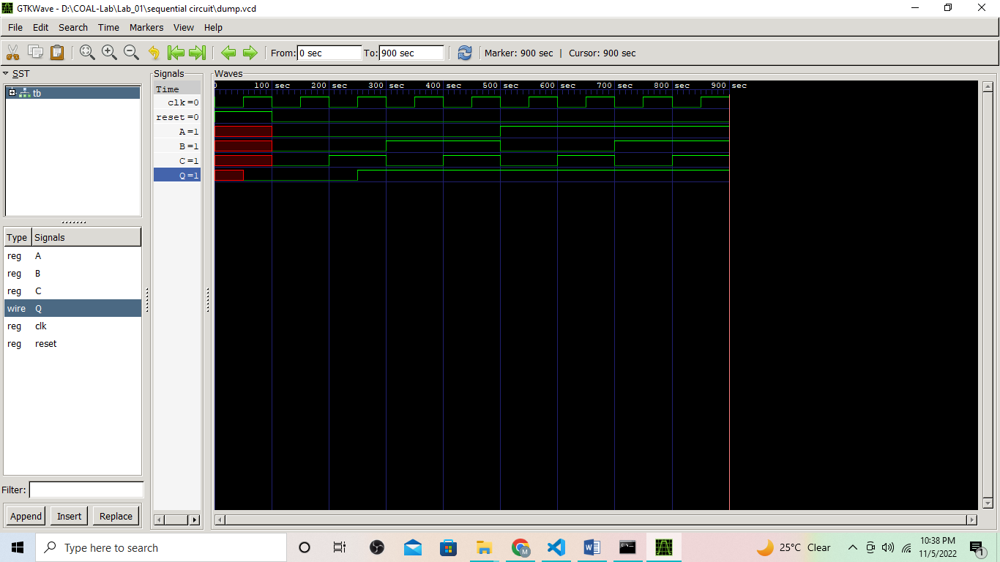 GTKWave - D:\COAL-Lab\Lab_01\sequential circuit\dump.vcd
File Edit Search Time Markers View Help
From: 0 sec To: 900 sec Marker: 900 sec | Cursor: 900 sec
SST
tb
Type Signals
reg A
reg B
reg C
wire Q
reg clk
reg reset
Filter:
Append Insert Replace
Signals
Time
clk=0
reset=0
A=1
B=1
C=1
Q=1
Waves
0 100 sec 200 sec 300 sec 400 sec 500 sec 600 sec 700 sec 800 sec 900 sec
Type here to search
M
25°C Clear
10:38 PM
11/5/2022
1